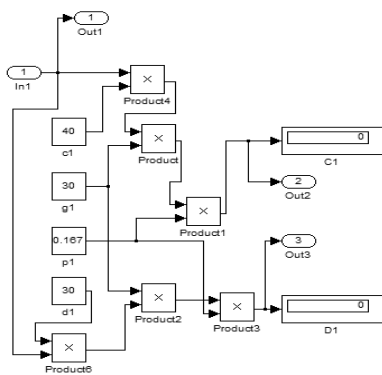 1
Out1
1
In1
×
Product4
40
c1
×
Product
0
C1
30
g1
×
Product1
2
Out2
0.167
p1
3
Out3
30
d1
×
Product2
×
Product3
0
D1
×
Product6